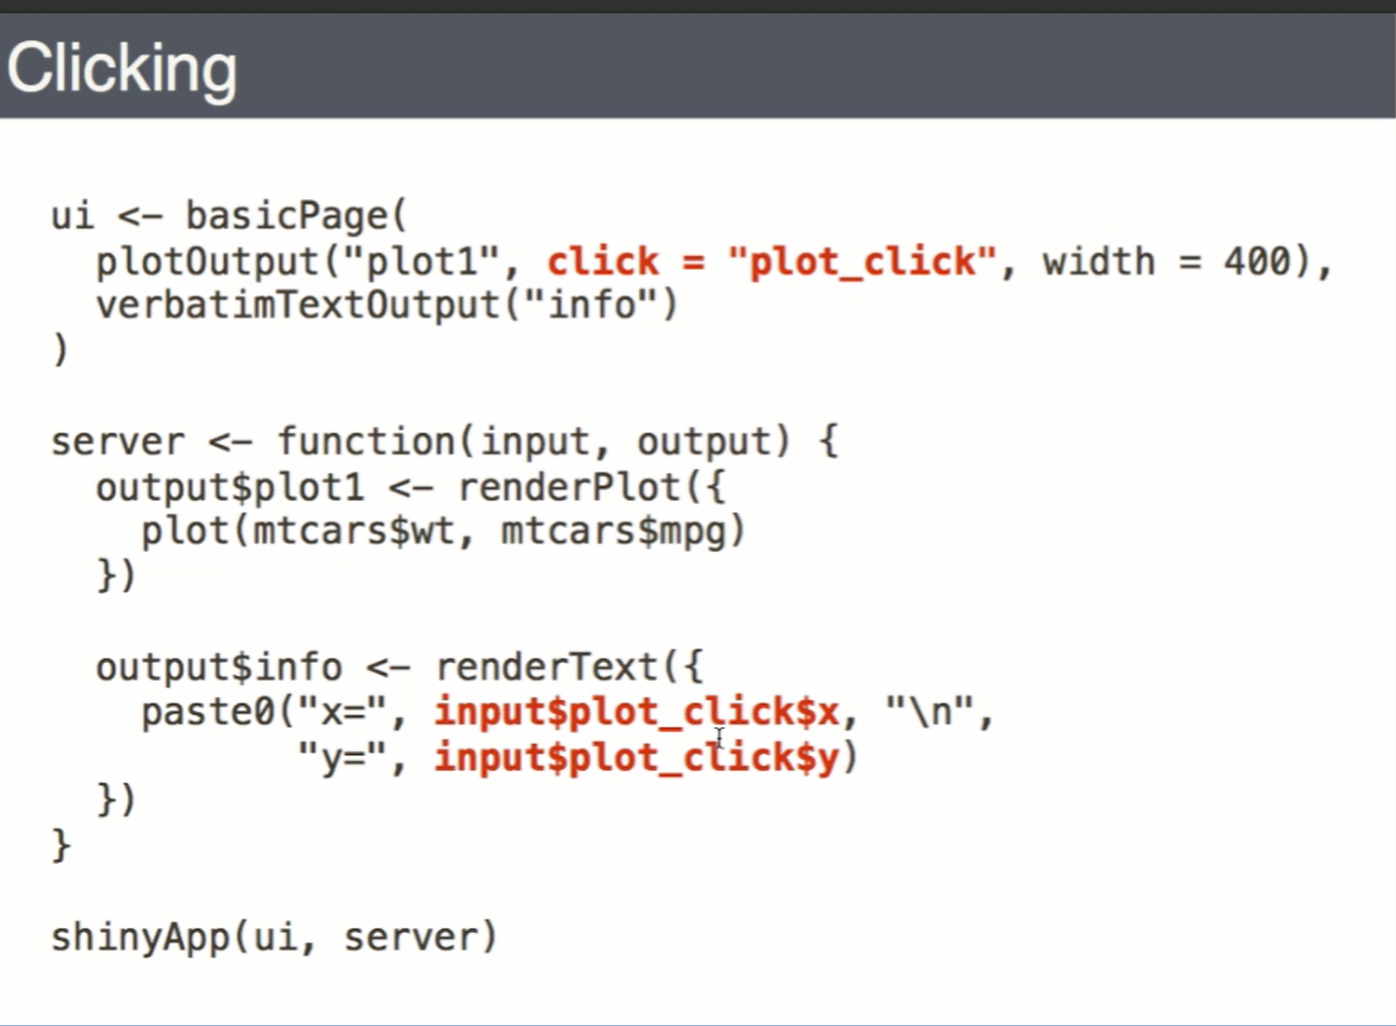 Clicking
ui <- basicPage(
  plotOutput("plot1", click = "plot_click", width = 400),
  verbatimTextOutput("info")
)
server <- function(input, output) {
  output$plot1 <- renderPlot({
    plot(mtcars$wt, mtcars$mpg)
  })
  output$info <- renderText({
    paste0("x=", input$plot_click$x, "\n",
           "y=", input$plot_click$y)
  })
}
shinyApp(ui, server)